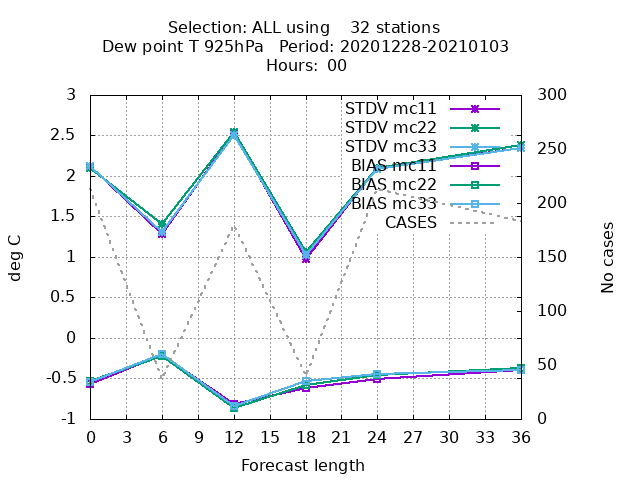 Selection: ALL using    32 stations
Dew point T 925hPa   Period: 20201228-20210103
Hours: 00
3
2.5
2
1.5
1
0.5
0
-0.5
-1
deg C
300
250
200
150
100
50
0
No cases
STDV mc11
STDV mc22
STDV mc33
BIAS mc11
BIAS mc22
BIAS mc33
CASES
0 3 6 9 12 15 18 21 24 27 30 33 36
Forecast length